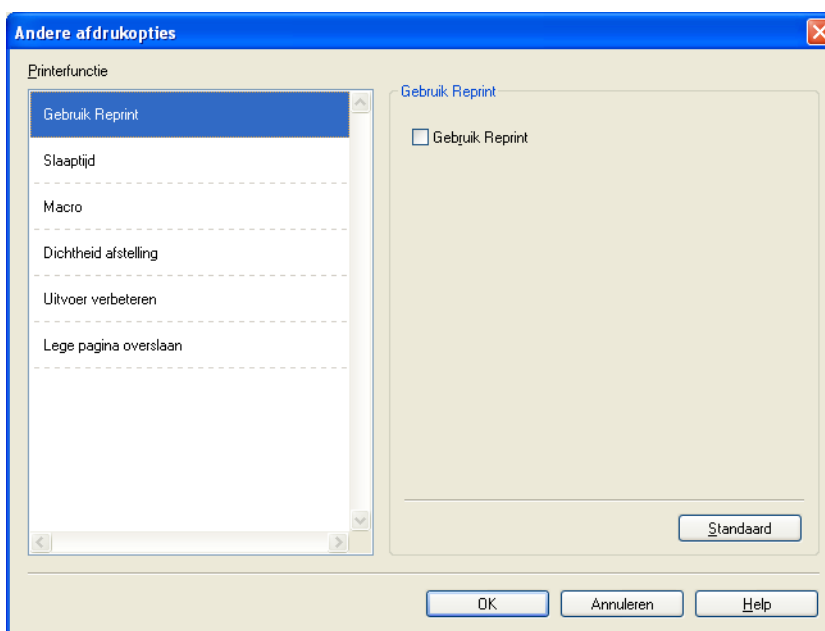 Andere afdrukopties
Printerfunctie
Gebruik Reprint
Slaaptijd
Macro
Dichtheid afstelling
Uitvoer verbeteren
Lege pagina overslaan
Gebruik Reprint
Gebruik Reprint
Standaard
OK
Annuleren
Help